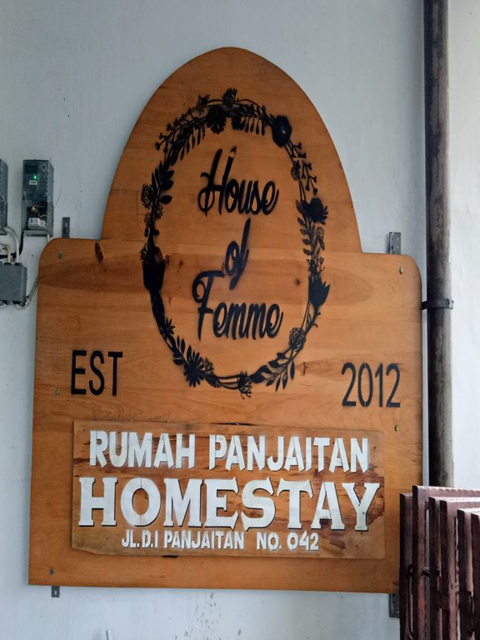 House
of
Femme
EST 2012
RUMAH PANJAITAN
HOMESTAY
JL.D.I PANJAITAN NO. 042